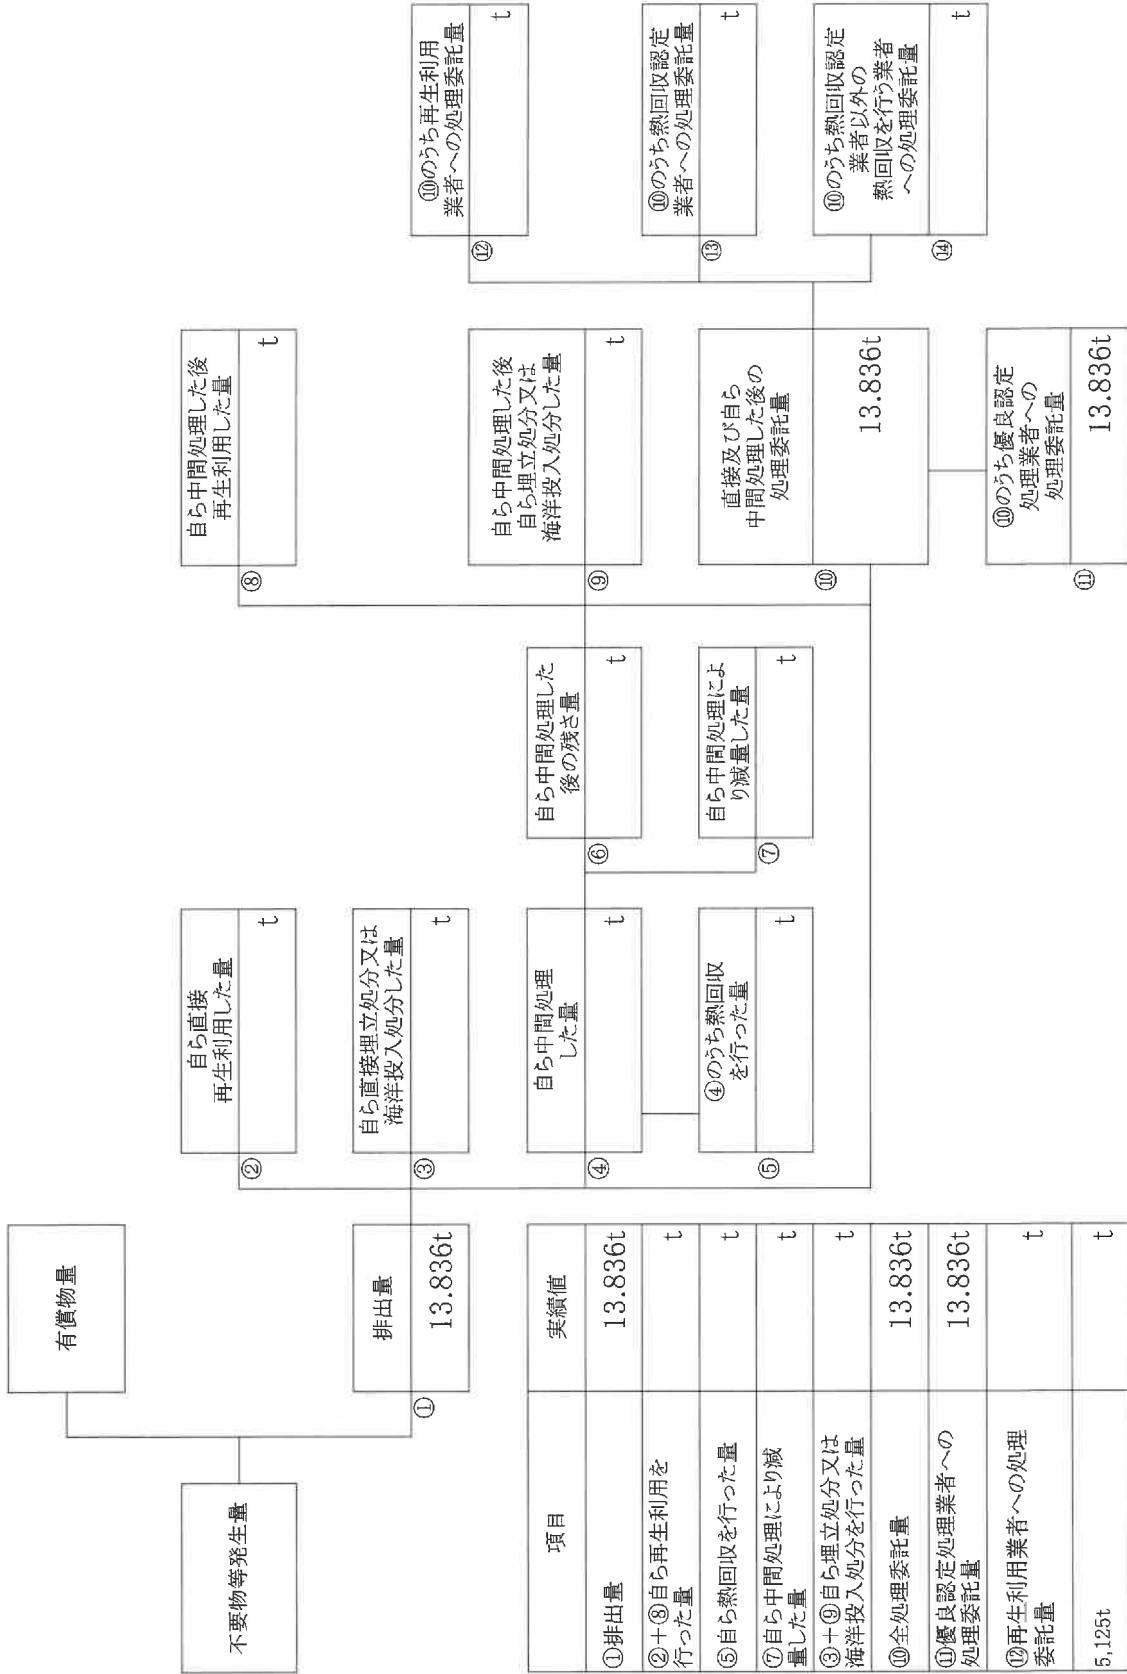 不要物等発生量
有償物量
①
排出量
13.836t
②
自ら直接
再生利用した量
t
③
自ら直接埋立処分又は
海洋投入処分した量
t
④
自ら中間処理
した量
t
⑤
④のうち熱回収
を行った量
t
⑥
自ら中間処理した
後の残さ量
t
⑦
自ら中間処理によ
り減量した量
t
⑧
自ら中間処理した後
再生利用した量
t
⑨
自ら中間処理した後
自ら埋立処分又は
海洋投入処分した量
t
⑩
直接及び自ら
中間処理した後の
処理委託量
13.836t
⑪
⑩のうち優良認定
処理業者への
処理委託量
13.836t
⑫
⑩のうち再生利用
業者への処理委託量
t
⑬
⑩のうち熱回収認定
業者への処理委託量
t
⑭
⑩のうち熱回収認定
業者以外の
熱回収を行う業者
への処理委託量
t
項目
実績値
①排出量
13.836t
②+⑧自ら再生利用を
行った量
t
⑤自ら熱回収を行った量
t
⑦自ら中間処理により減
量した量
t
③+⑨自ら埋立処分又は
海洋投入処分を行った量
t
⑩全処理委託量
13.836t
⑪優良認定処理業者への
処理委託量
13.836t
⑫再生利用業者への処理
委託量
t
5,125t
t